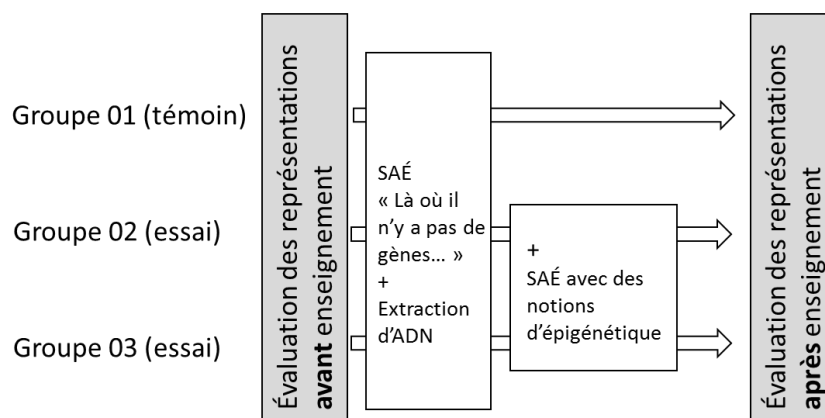 Groupe 01 (témoin)
Groupe 02 (essai)
Groupe 03 (essai)
Évaluation des représentations
avant enseignement
SAÉ
« Là où il
n'y a pas de
gènes… »
+
Extraction
d'ADN
+
SAÉ avec des
notions
d'épigénétique
Évaluation des représentations
après enseignement